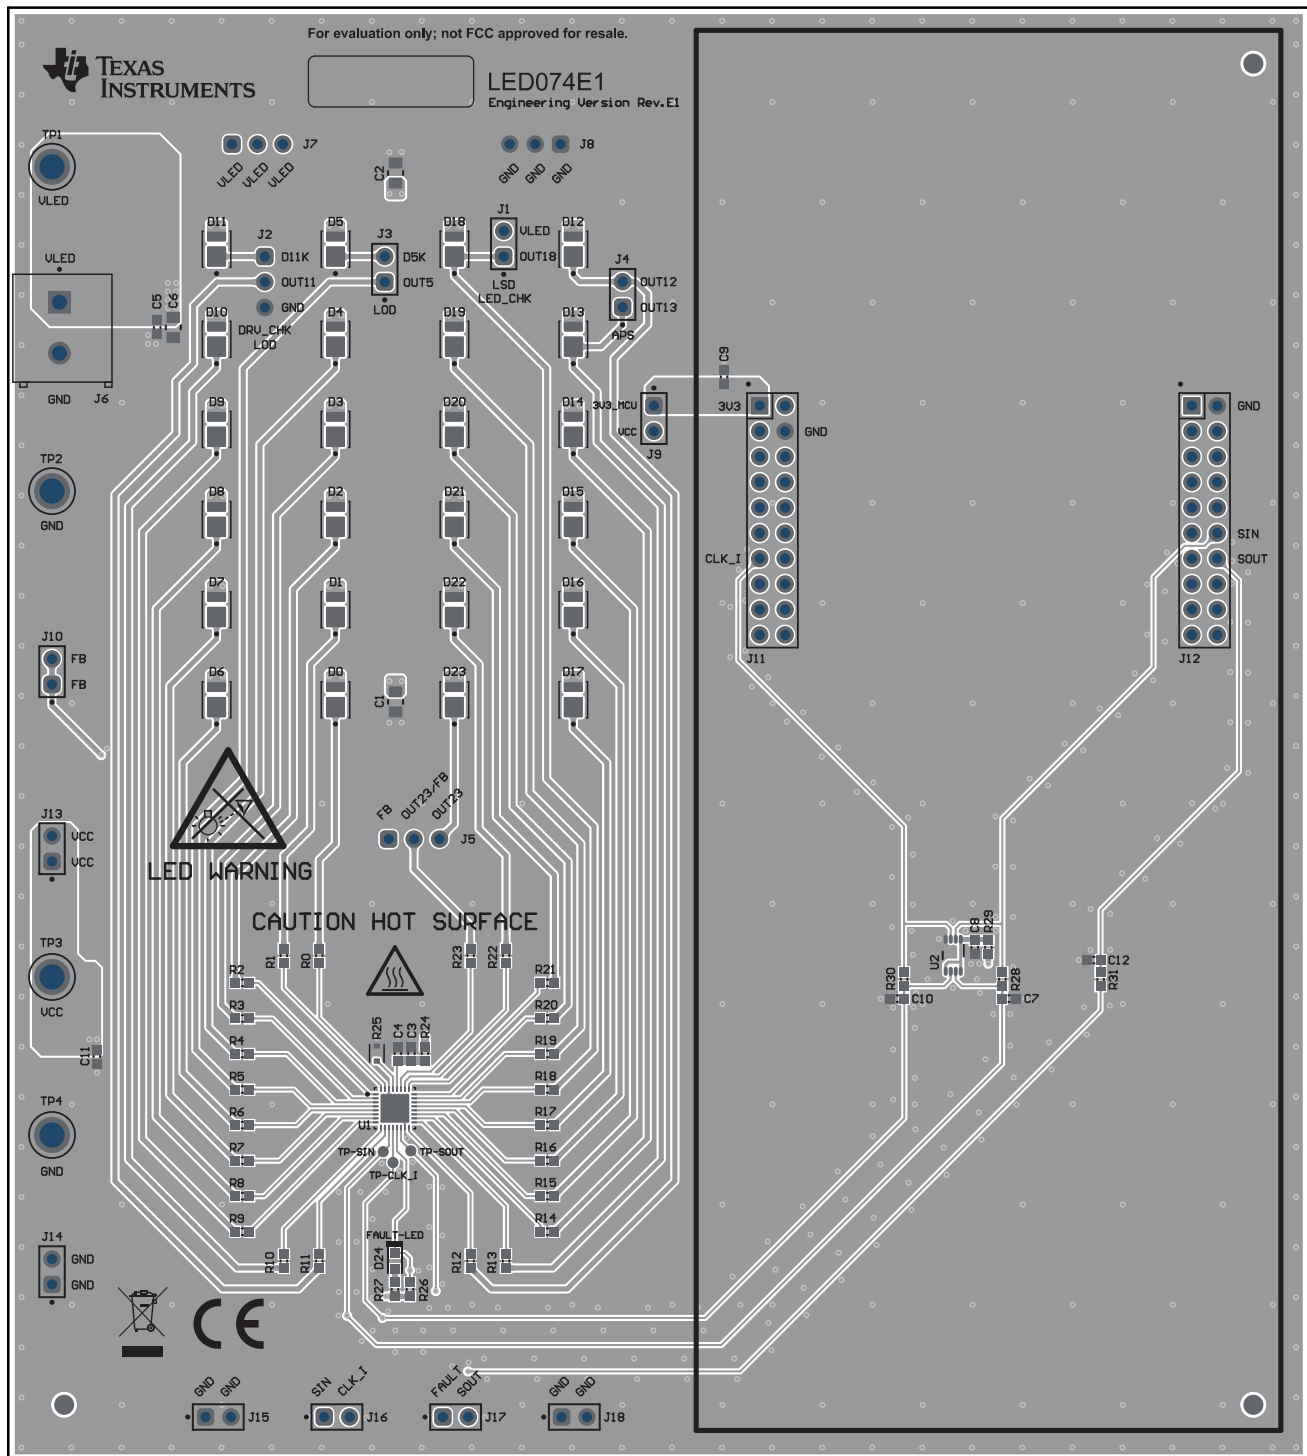 For evaluation only; not FCC approved for resale.
TEXAS
INSTRUMENTS
LED074E1
Engineering Version Rev.E1
TP1
VLED
J7
VLED
VLED
VLED
C2
J8
GND
GND
GND
D11
J2
D11K
OUT11
GND
DRV_CHK
LOD
D5
J3
D5K
OUT5
LOD
D18
J1
VLED
OUT18
LSD
LED_CHK
D12
J4
OUT12
OUT13
APS
VLED
C5
C6
GND
J6
D10
D4
D19
D13
C9
3V3_MCU
VCC
J9
3V3
GND
GND
D9
D3
D20
D14
TP2
GND
D8
D2
D21
D15
CLK_I
SIN
SOUT
D7
D1
D22
D16
J11
J12
J10
FB
FB
D6
D0
C1
D23
D17
J13
VCC
VCC
FB
OUT23/FB
OUT23
J5
LED WARNING
CAUTION HOT SURFACE
TP3
VCC
C11
R1
R0
R23
R22
R2
R3
R4
R5
R6
R7
R8
R9
R21
R20
R19
R18
R17
R16
R15
R14
R25
C4
C3
R24
U1
TP-SIN
TP-SOUT
TP-CLK_I
U2
C8
R29
R30
C10
R28
C7
C12
R31
TP4
GND
J14
GND
GND
R10
R11
FAULT-LED
D24
R27
R26
R12
R13
CE
GND
GND
J15
SIN
CLK_I
J16
FAULT
SOUT
J17
GND
GND
J18